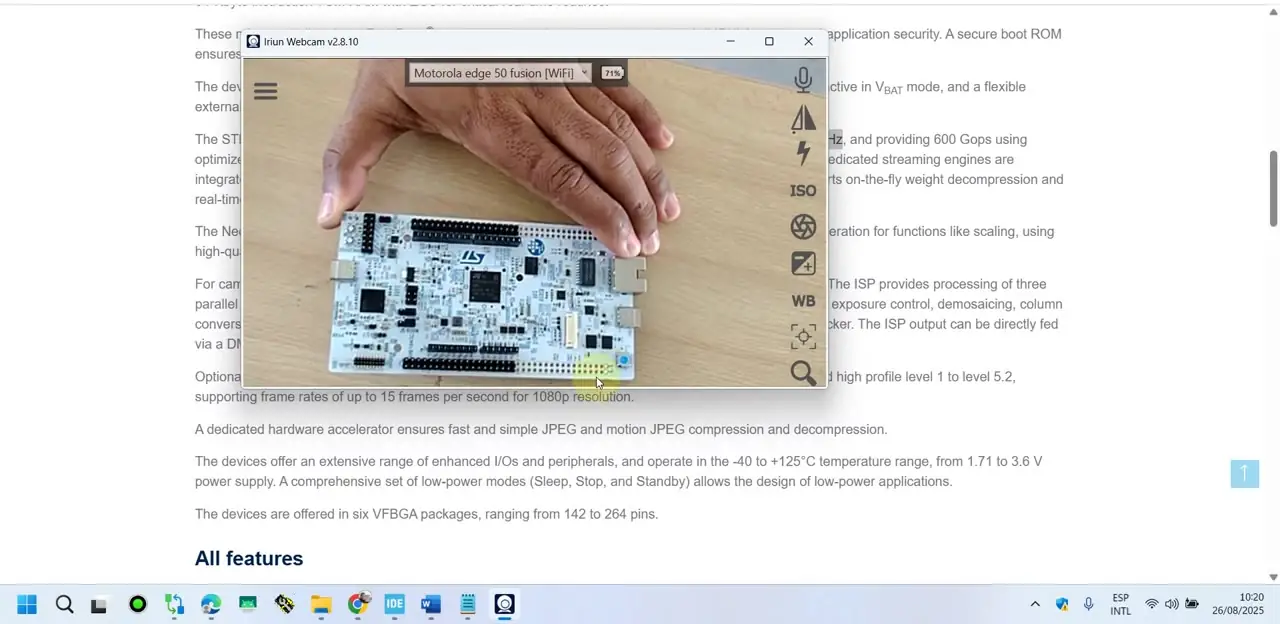 These
application security. A secure boot ROM
ensures
Iriun Webcam v2.8.10
Motorola edge 50 fusion [WiFi]
71%
ISO
WB
The
ctive in VBAT mode, and a flexible
externa
The
Hz, and providing 600 Gops using
optimize
edicated streaming engines are
integrat
rts on-the-fly weight decompression and
real-tim
The
eration for functions like scaling, using
high-qu
For
The ISP provides processing of three
parallel
exposure control, demosaicing, column
convers
cker. The ISP output can be directly fed
via a
Optiona
high profile level 1 to level 5.2,
supporting frame rates of up to 15 frames per second for 1080p resolution.
A dedicated hardware accelerator ensures fast and simple JPEG and motion JPEG compression and decompression.
The devices offer an extensive range of enhanced I/Os and peripherals, and operate in the -40 to +125°C temperature range, from 1.71 to 3.6 V
power supply. A comprehensive set of low-power modes (Sleep, Stop, and Standby) allows the design of low-power applications.
The devices are offered in six VFBGA packages, ranging from 142 to 264 pins.
All features
IDE
ESP
INTL
10:20
26/08/2025